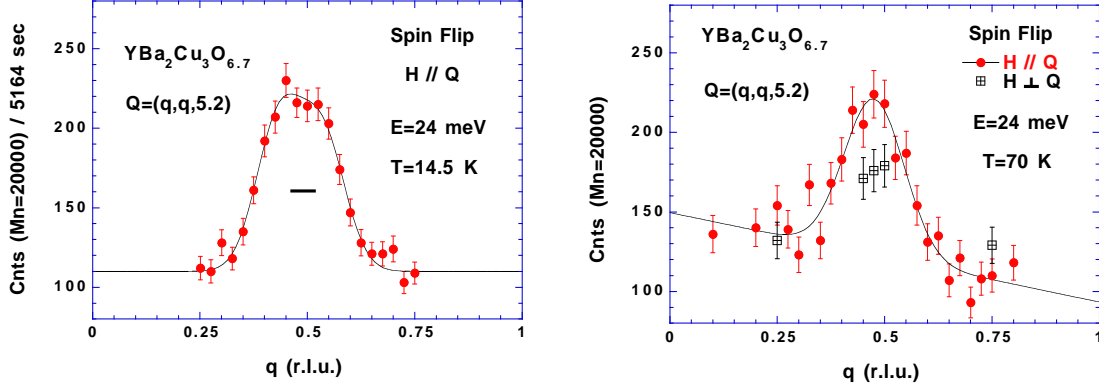 Cnts (Mn=20000) / 5164 sec
250
200
150
100
YBa₂Cu₃O₆.₇
Q=(q,q,5.2)
Spin Flip
H // Q
E=24 meV
T=14.5 K
0
0.25
0.5
0.75
1
q (r.l.u.)
Cnts (Mn=200000)
250
200
150
100
YBa₂Cu₃O₆.₇
Q=(q,q,5.2)
Spin Flip
H // Q
H ⊥ Q
E=24 meV
T=70 K
0
0.25
0.5
0.75
1
q (r.l.u.)